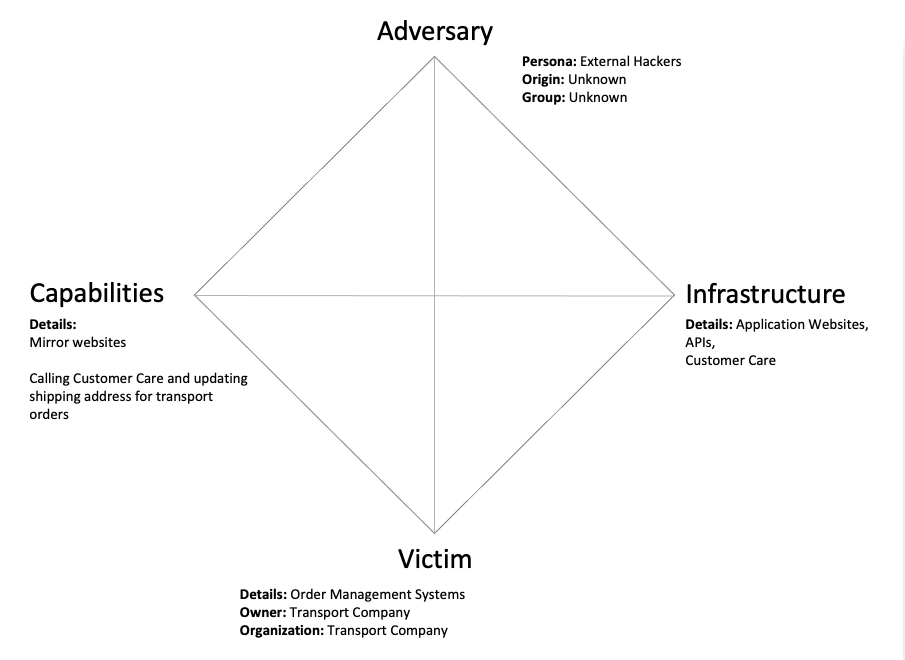 Adversary
Persona: External Hackers
Origin: Unknown
Group: Unknown
Capabilities
Details:
Mirror websites
Calling Customer Care and updating
shipping address for transport
orders
Infrastructure
Details: Application Websites,
APIs,
Customer Care
Victim
Details: Order Management Systems
Owner: Transport Company
Organization: Transport Company